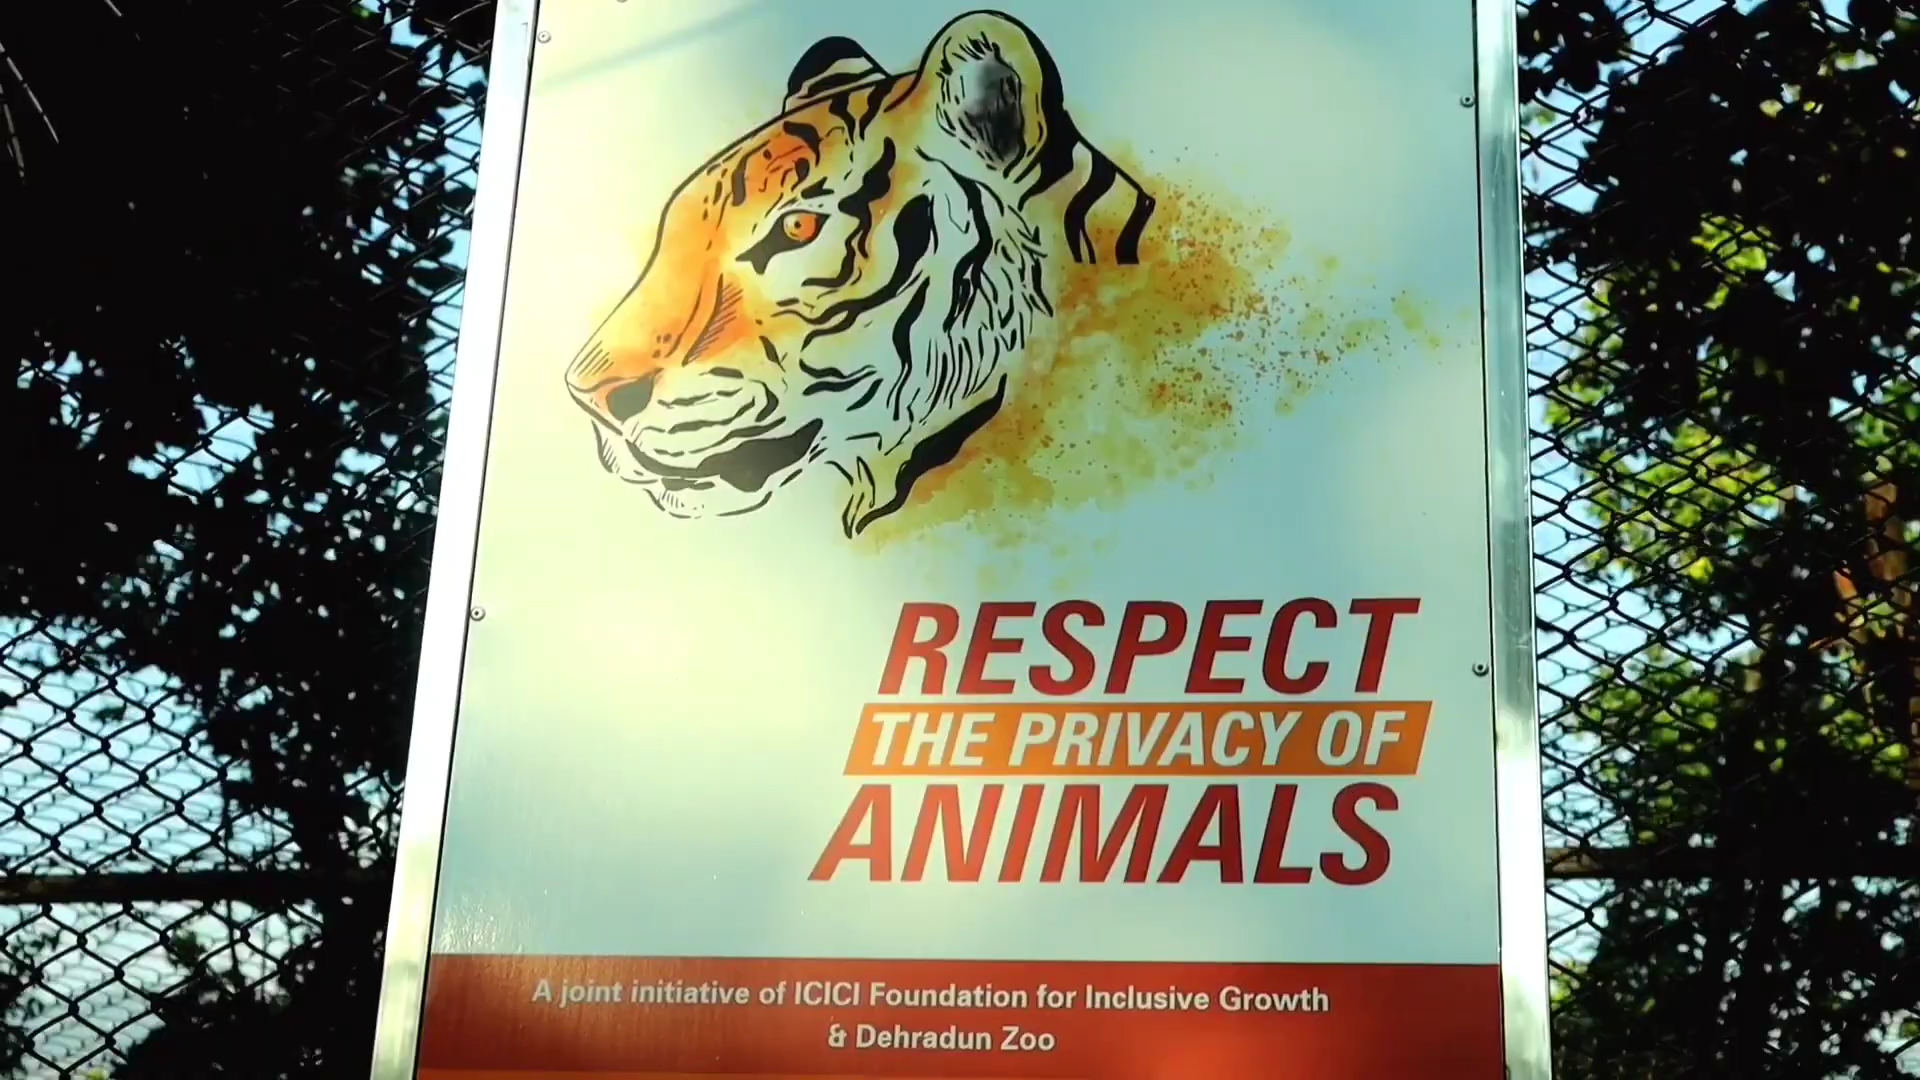 RESPECT
THE PRIVACY OF
ANIMALS
A joint initiative of ICICI Foundation for Inclusive Growth
& Dehradun Zoo